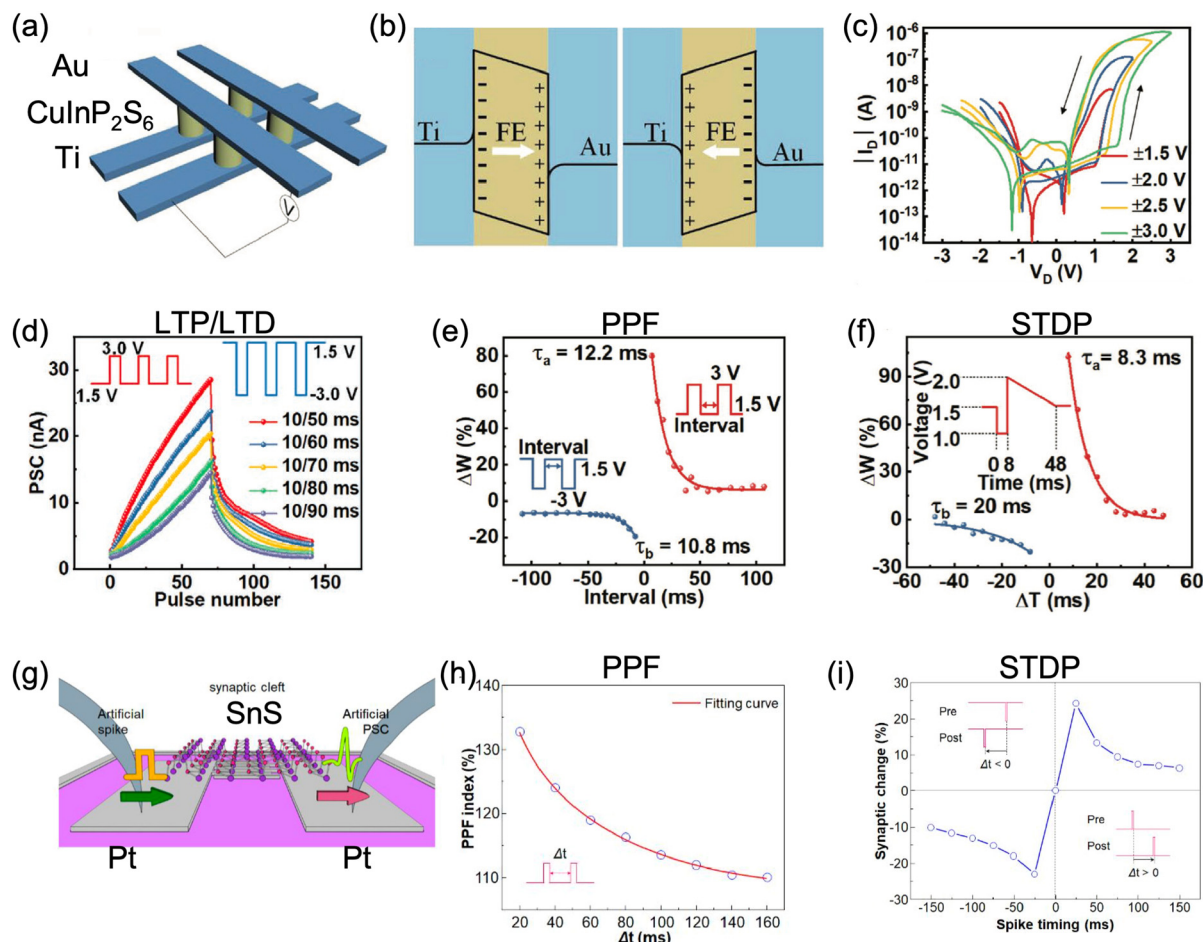 (a)
Au
CuInP₂S₆
Ti
V
(b)
Ti
FE
Au
Ti
FE
Au
(c)
|I_D| (A)
10⁻⁶
10⁻⁷
10⁻⁸
10⁻⁹
10⁻¹⁰
10⁻¹¹
10⁻¹²
10⁻¹³
10⁻¹⁴
±1.5 V
±2.0 V
±2.5 V
±3.0 V
-3 -2 -1 0 1 2 3
V_D (V)
(d)
LTP/LTD
PSC (nA)
30
20
10
0
3.0 V
1.5 V
1.5 V
-3.0 V
10/50 ms
10/60 ms
10/70 ms
10/80 ms
10/90 ms
0 50 100 150
Pulse number
(e)
PPF
ΔW (%)
80
60
40
20
0
-20
τa = 12.2 ms
3 V
1.5 V
Interval
Interval
1.5 V
-3 V
τb = 10.8 ms
-100 -50 0 50 100
Interval (ms)
(f)
STDP
ΔW (%)
90
60
30
0
-30
τa = 8.3 ms
Voltage (V)
2.0
1.5
1.0
0 8 48
Time (ms)
τb = 20 ms
-60 -40 -20 0 20 40 60
ΔT (ms)
(g)
synaptic cleft
SnS
Artificial
spike
Artificial
PSC
Pt
Pt
(h)
PPF
PPF index (%)
140
130
120
110
Fitting curve
Δt
20 40 60 80 100 120 140 160
Δt (ms)
(i)
STDP
Synaptic change (%)
30
25
20
10
0
-10
-20
-30
Pre
Post
Δt < 0
Pre
Post
Δt > 0
-150 -100 -50 0 50 100 150
Spike timing (ms)